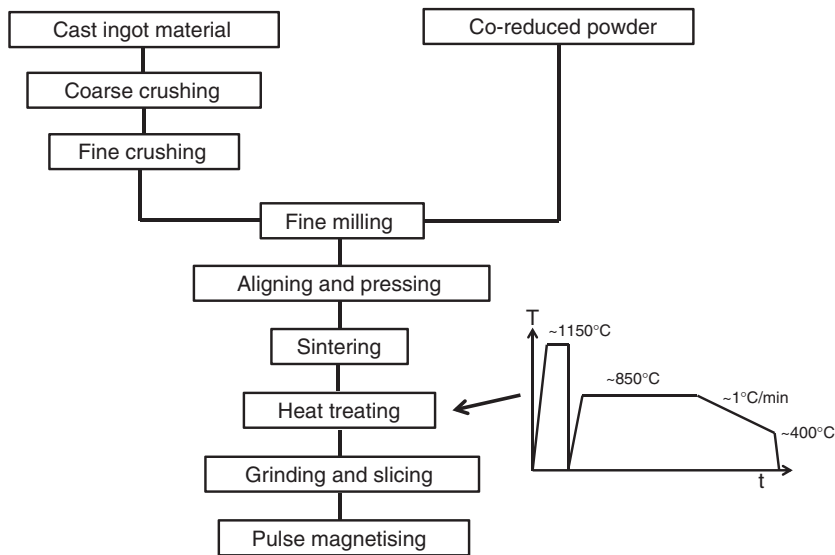 Cast ingot material
Co-reduced powder
Coarse crushing
Fine crushing
Fine milling
Aligning and pressing
Sintering
Heat treating
Grinding and slicing
Pulse magnetising
T
~1150°C
~850°C
~1°C/min
~400°C
t